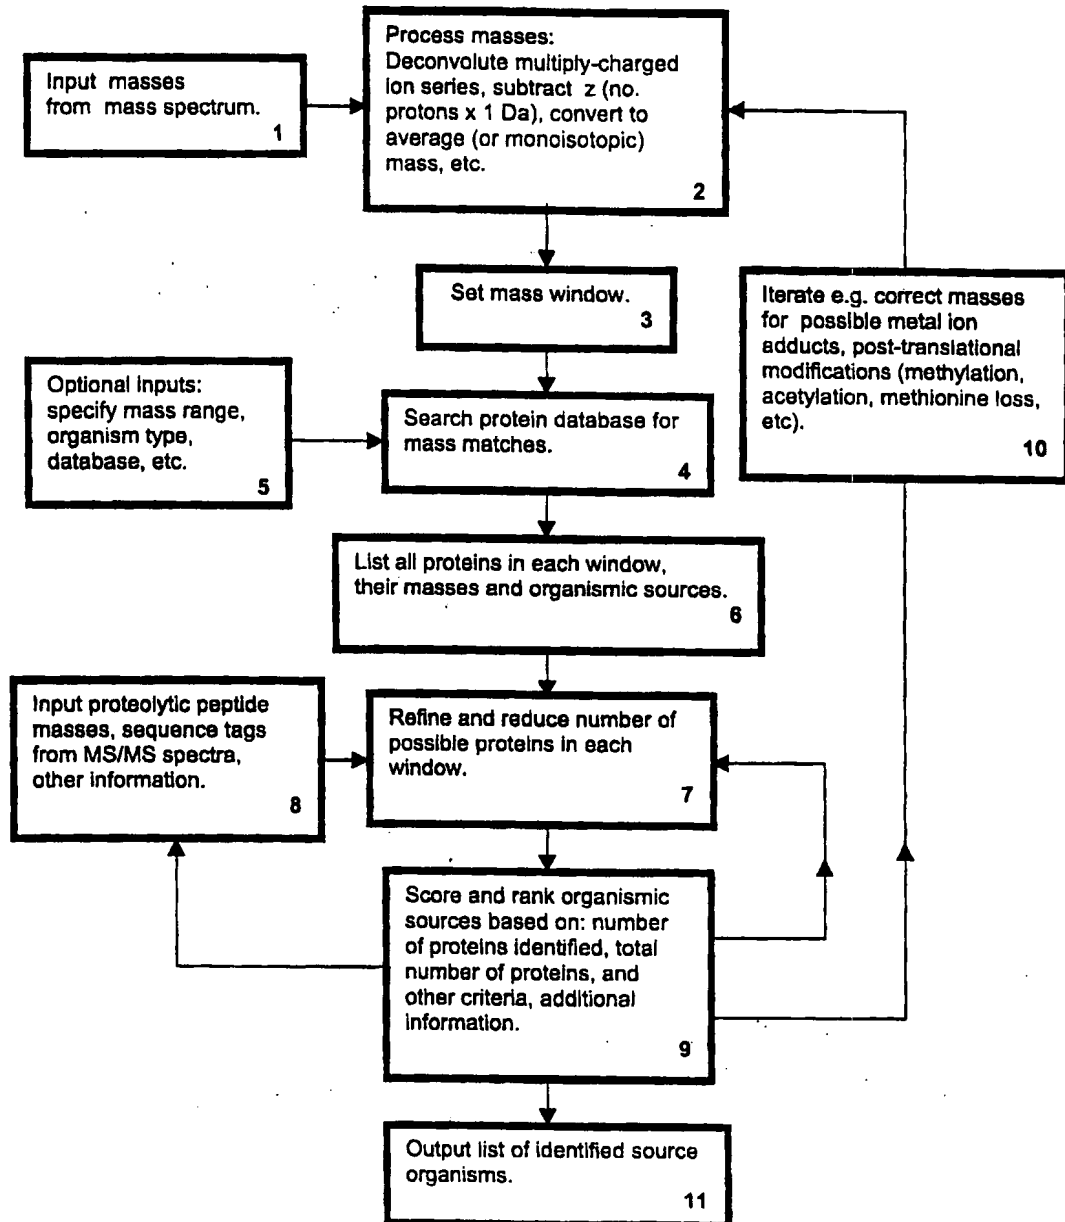 Input masses
from mass spectrum.
1
Process masses:
Deconvolute multiply-charged
ion series, subtract z (no.
protons x 1 Da), convert to
average (or monoisotopic)
mass, etc.
2
Set mass window.
3
Optional inputs:
specify mass range,
organism type,
database, etc.
5
Search protein database for
mass matches.
4
Iterate e.g. correct masses
for possible metal ion
adducts, post-translational
modifications (methylation,
acetylation, methionine loss,
etc).
10
List all proteins in each window,
their masses and organismic sources.
6
Input proteolytic peptide
masses, sequence tags
from MS/MS spectra,
other information.
8
Refine and reduce number of
possible proteins in each
window.
7
Score and rank organismic
sources based on: number
of proteins identified, total
number of proteins, and
other criteria, additional
information.
9
Output list of identified source
organisms.
11